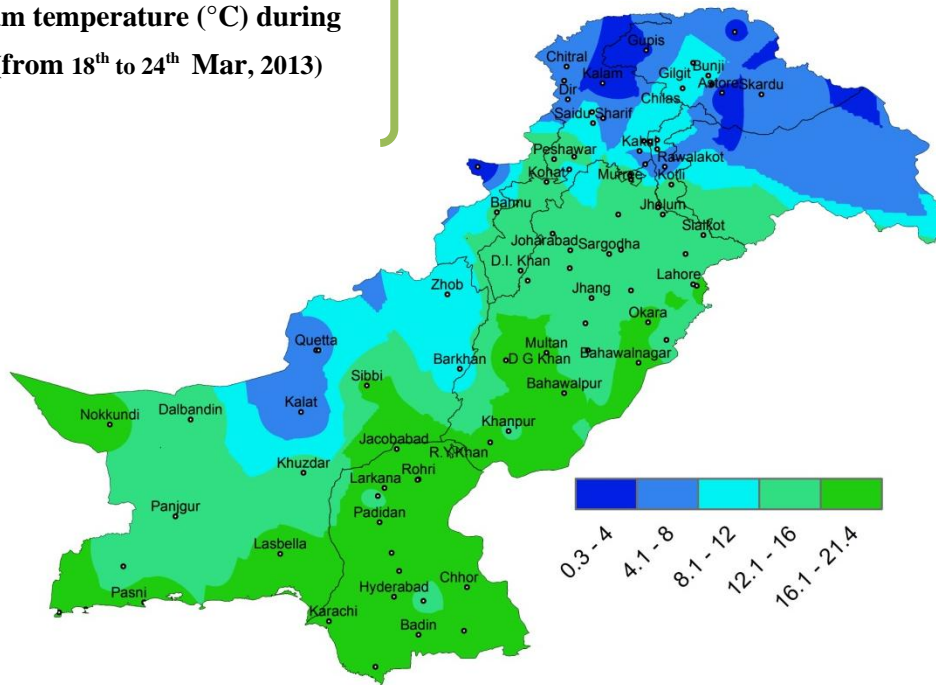 m temperature (°C) during
from 18th to 24th Mar, 2013)
Gupis
Chitral
Bunji
Kalam
Gilgit
Astore
Skardu
Dir
Chilas
Saidu Sharif
Peshawar
Rawalakot
Kohat
Kotli
Bannu
Jhelum
Sialkot
Joharabad
Sargodha
D.I. Khan
Lahore
Zhob
Jhang
Okara
Quetta
Multan
Bahawalnagar
Barkhan
D G Khan
Sibbi
Bahawalpur
Kalat
Nokkundi
Dalbandin
Khanpur
Jacobabad
R.Y.Khan
Khuzdar
Rohri
Larkana
Panjgur
Padidan
Lasbella
Chhor
Pasni
Hyderabad
Karachi
Badin
0.3 - 4
4.1 - 8
8.1 - 12
12.1 - 16
16.1 - 21.4